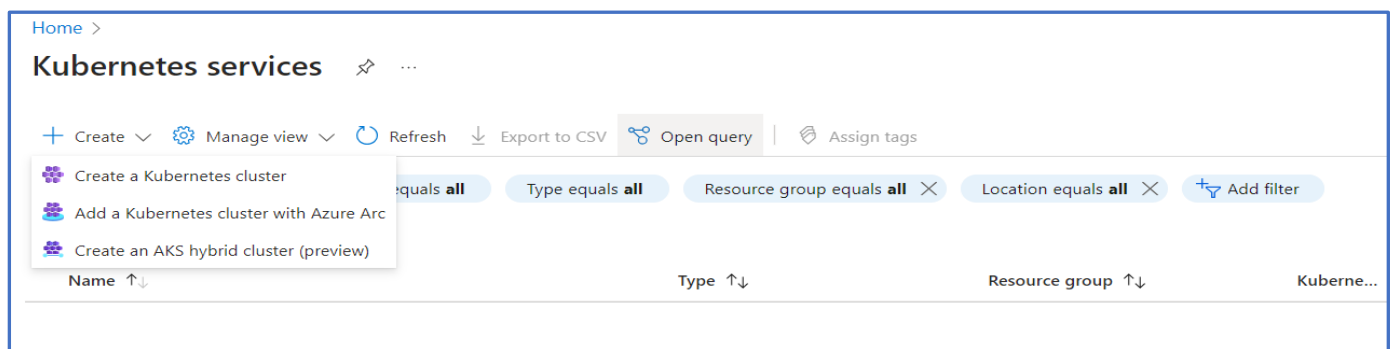 Home >
Kubernetes services
Create Manage view Refresh Export to CSV Open query Assign tags
Create a Kubernetes cluster
equals all Type equals all Resource group equals all Location equals all Add filter
Add a Kubernetes cluster with Azure Arc
Create an AKS hybrid cluster (preview)
Name Type Resource group Kuberne...